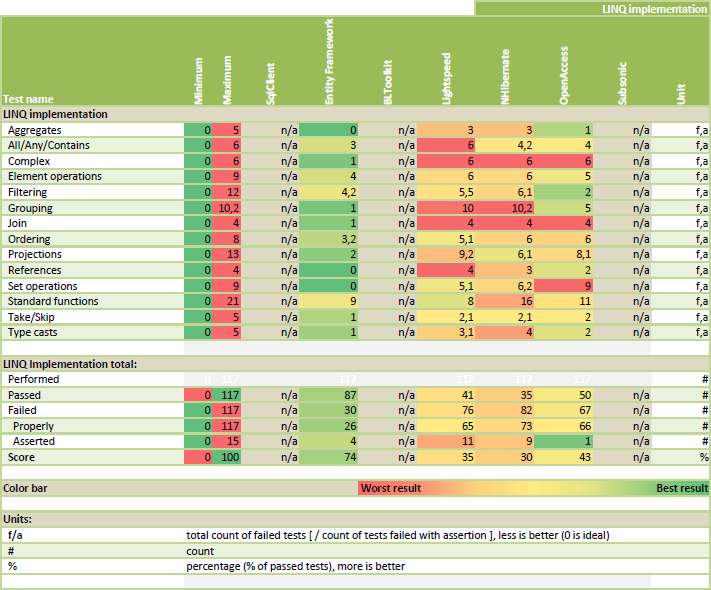 LINQ implementation
Test name Minimum Maximum SqlClient Entity Framework BLToolkit Lightspeed NHibernate OpenAccess Subsonic Unit
LINQ implementation
Aggregates 0 5 n/a 0 n/a 3 3 1 n/a f,a
All/Any/Contains 0 6 n/a 3 n/a 6 4,2 4 n/a f,a
Complex 0 6 n/a 1 n/a 6 6 6 n/a f,a
Element operations 0 9 n/a 4 n/a 6 6 5 n/a f,a
Filtering 0 12 n/a 4,2 n/a 5,5 6,1 2 n/a f,a
Grouping 0 10,2 n/a 1 n/a 10 10,2 5 n/a f,a
Join 0 4 n/a 1 n/a 4 4 4 n/a f,a
Ordering 0 8 n/a 3,2 n/a 5,1 6 6 n/a f,a
Projections 0 13 n/a 2 n/a 9,2 6,1 8,1 n/a f,a
References 0 4 n/a 0 n/a 4 3 2 n/a f,a
Set operations 0 9 n/a 0 n/a 5,1 6,2 9 n/a f,a
Standard functions 0 21 n/a 9 n/a 8 16 11 n/a f,a
Take/Skip 0 5 n/a 1 n/a 2,1 2,1 2 n/a f,a
Type casts 0 5 n/a 1 n/a 3,1 4 2 n/a f,a
LINQ Implementation total:
Performed 0 117 117 117 117 117 #
Passed 0 117 n/a 87 n/a 41 35 50 n/a #
Failed 0 117 n/a 30 n/a 76 82 67 n/a #
Properly 0 117 n/a 26 n/a 65 73 66 n/a #
Asserted 0 15 n/a 4 n/a 11 9 1 n/a #
Score 0 100 n/a 74 n/a 35 30 43 n/a %
Color bar Worst result Best result
Units:
f/a total count of failed tests [ / count of tests failed with assertion ], less is better (0 is ideal)
# count
% percentage (% of passed tests), more is better